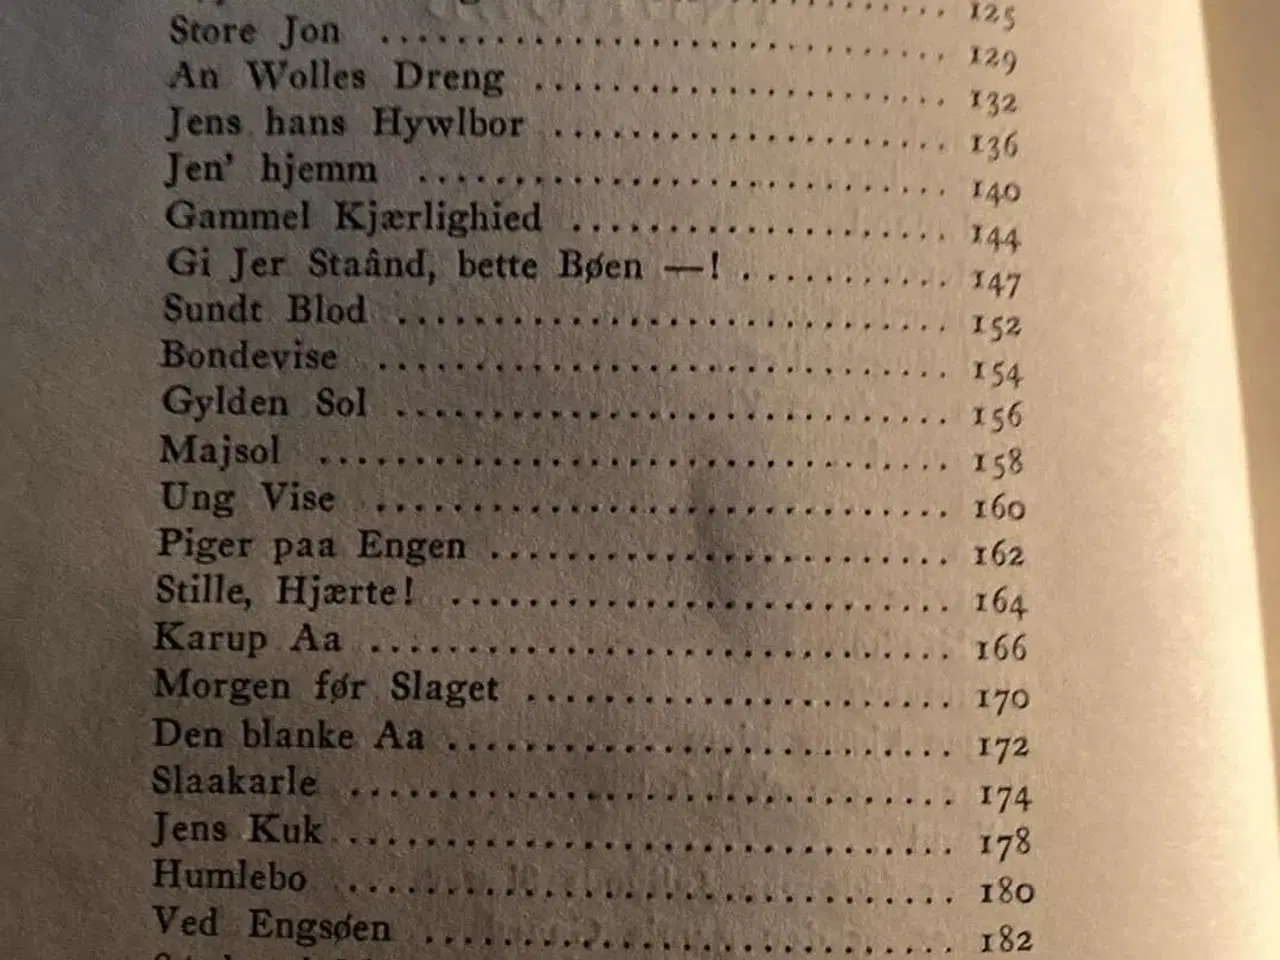 125
Store Jon .............................. 129
An Wolles Dreng ...................... 132
Jens hans Hywlbor ..................... 136
Jen' hjemm ............................ 140
Gammel Kjærlighied .................... 144
Gi Jer Staând, bette Bøen —! ........... 147
Sundt Blod ............................. 152
Bondevise .............................. 154
Gylden Sol ............................. 156
Majsol ................................. 158
Ung Vise ............................... 160
Piger paa Engen ........................ 162
Stille, Hjærte! .......................... 164
Karup Aa ............................... 166
Morgen før Slaget ...................... 170
Den blanke Aa .......................... 172
Slaakarle ............................... 174
Jens Kuk ................................ 178
Humlebo ................................ 180
Ved Engsøen ........................... 182